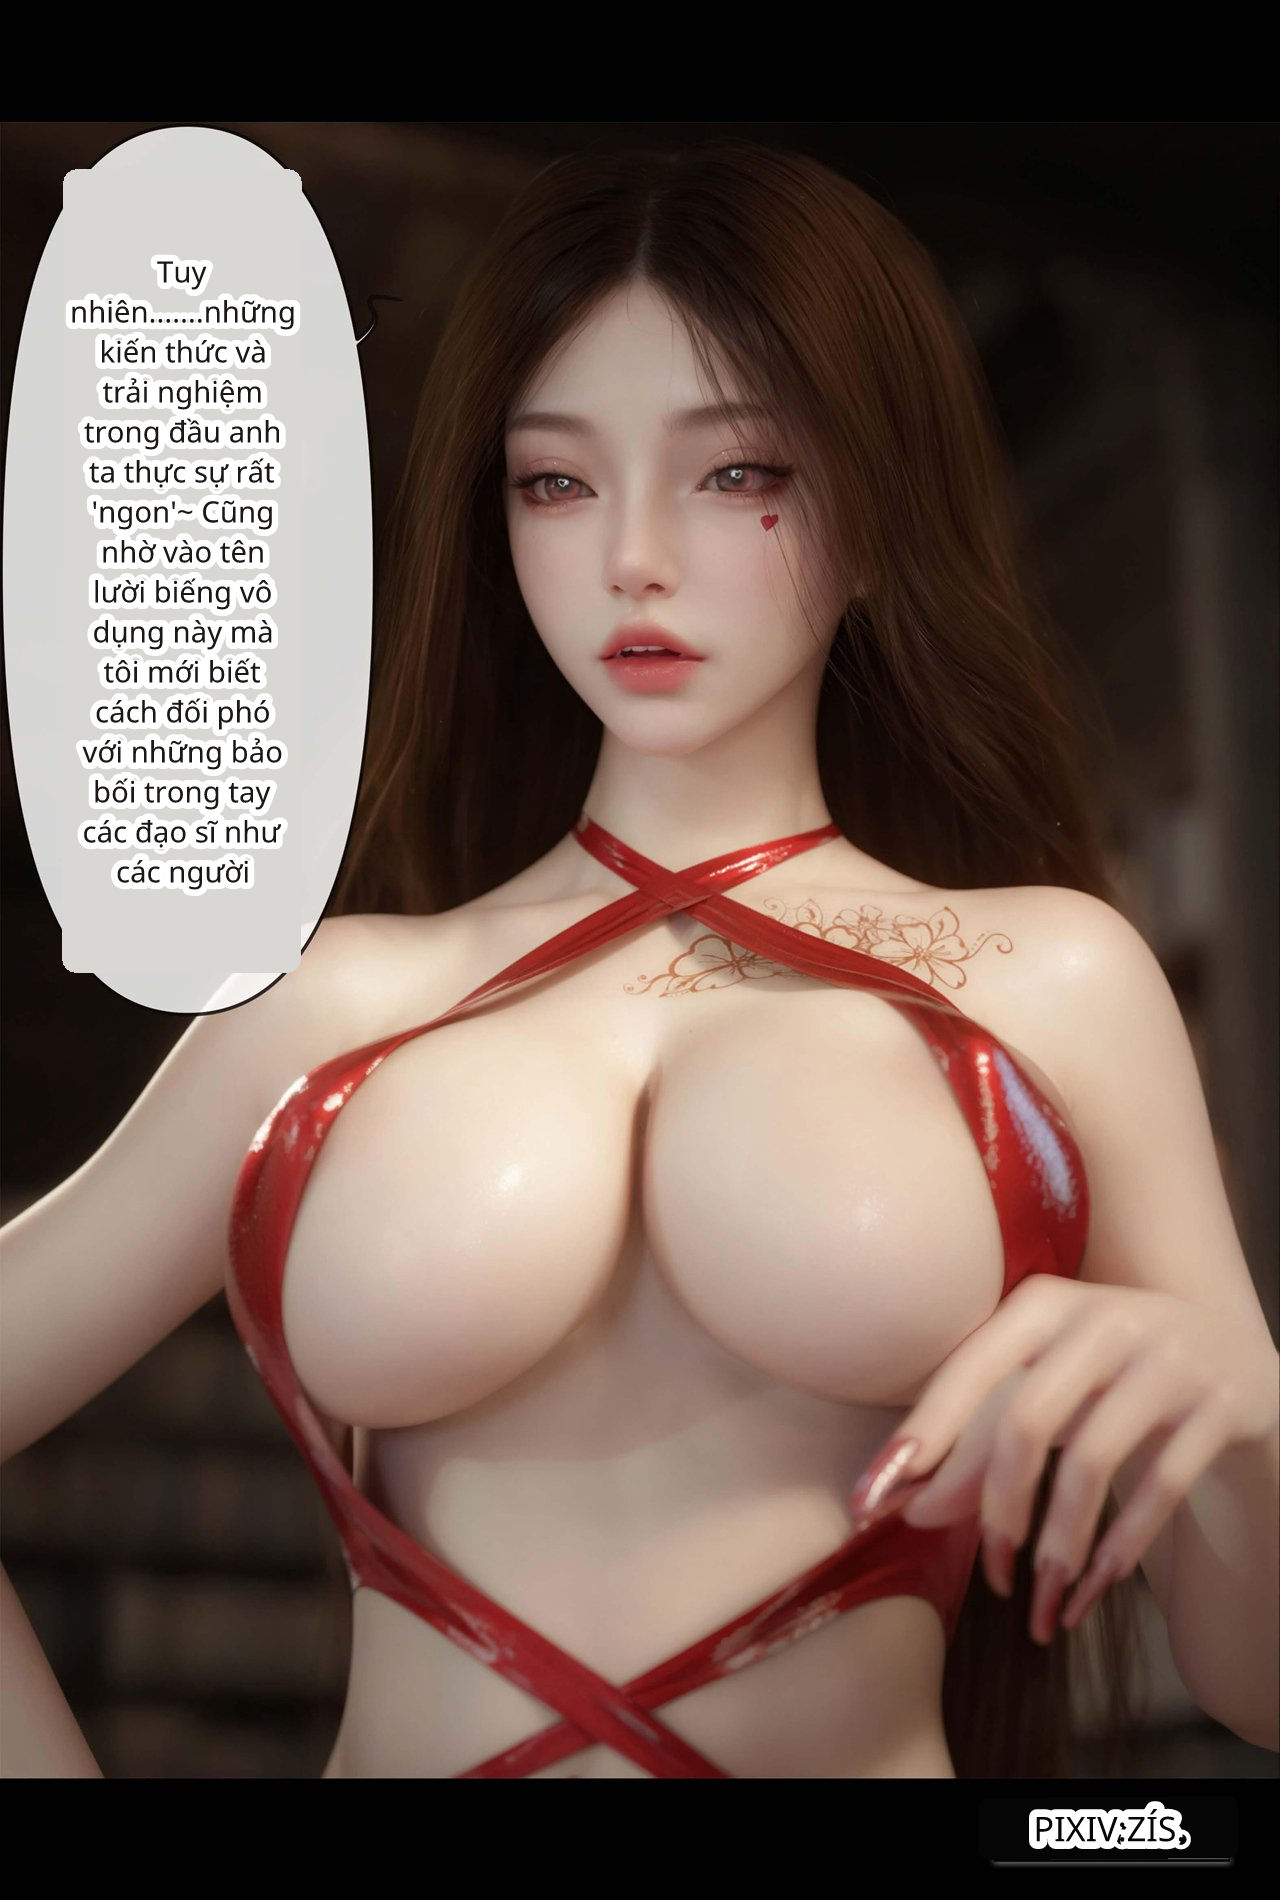 Tuy
nhiên.......những
kiến thức và
trải nghiệm
trong đầu anh
ta thực sự rất
'ngon'~ Cũng
nhờ vào tên
lười biếng vô
dụng này mà
tôi mới biết
cách đối phó
với những bảo
bối trong tay
các đạo sĩ như
các người
PIXIV:ZÍS.